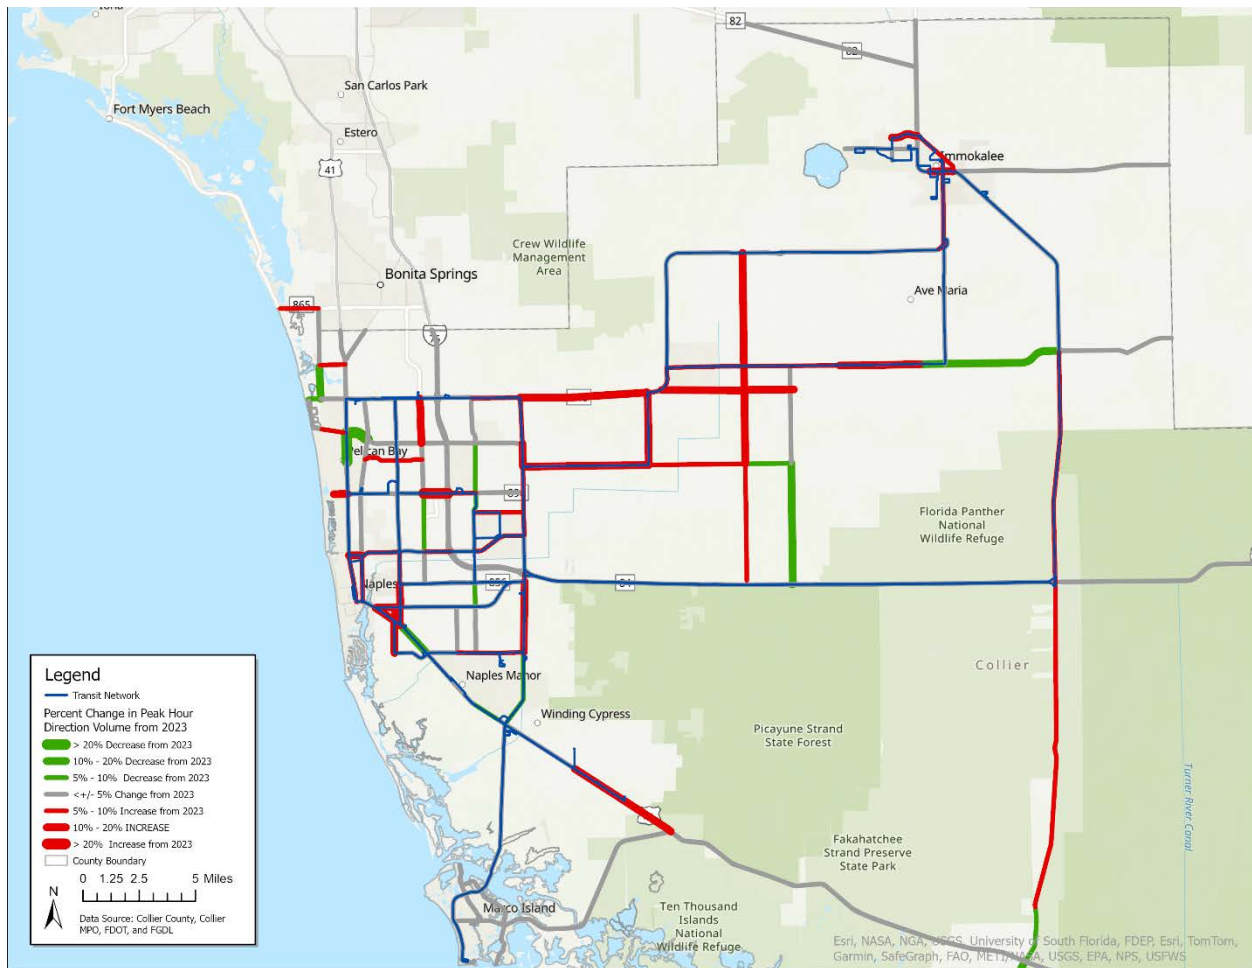 Iona
82
82
San Carlos Park
Fort Myers Beach
Estero
41
Immokalee
Crew Wildlife
Management
Area
Bonita Springs
Ave Maria
865
75
Pelican Bay
Florida Panther
National
Wildlife Refuge
Naples
856
84
Collier
Naples Manor
Winding Cypress
Picayune Strand
State Forest
Turner River Canal
Fakahatchee
Strand Preserve
State Park
Marco Island
Ten Thousand
Islands
National
Wildlife Refuge
Legend
Transit Network
Percent Change in Peak Hour
Direction Volume from 2023
> 20% Decrease from 2023
10% - 20% Decrease from 2023
5% - 10% Decrease from 2023
<+/- 5% Change from 2023
5% - 10% Increase from 2023
10% - 20% INCREASE
> 20% Increase from 2023
County Boundary
0 1.25 2.5 5 Miles
N
Data Source: Collier County, Collier
MPO, FDOT, and FGDL
Esri, NASA, NGA, USGS, University of South Florida, FDEP, Esri, TomTom,
Garmin, SafeGraph, FAO, METI/NASA, USGS, EPA, NPS, USFWS